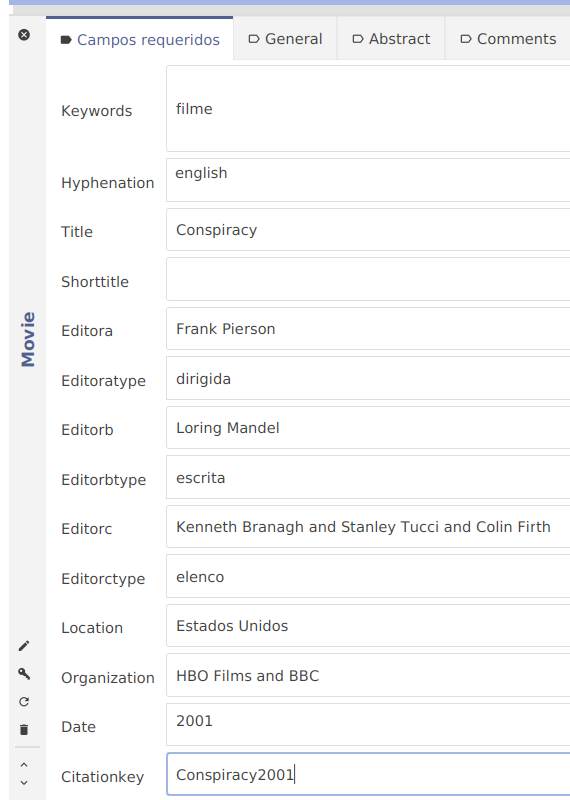 Campos requeridos
General
Abstract
Comments
Movie
Keywords filme
Hyphenation english
Title Conspiracy
Shorttitle
Editora Frank Pierson
Editoratype dirigida
Editorb Loring Mandel
Editorbtype escrita
Editorc Kenneth Branagh and Stanley Tucci and Colin Firth
Editorctype elenco
Location Estados Unidos
Organization HBO Films and BBC
Date 2001
Citationkey Conspiracy2001